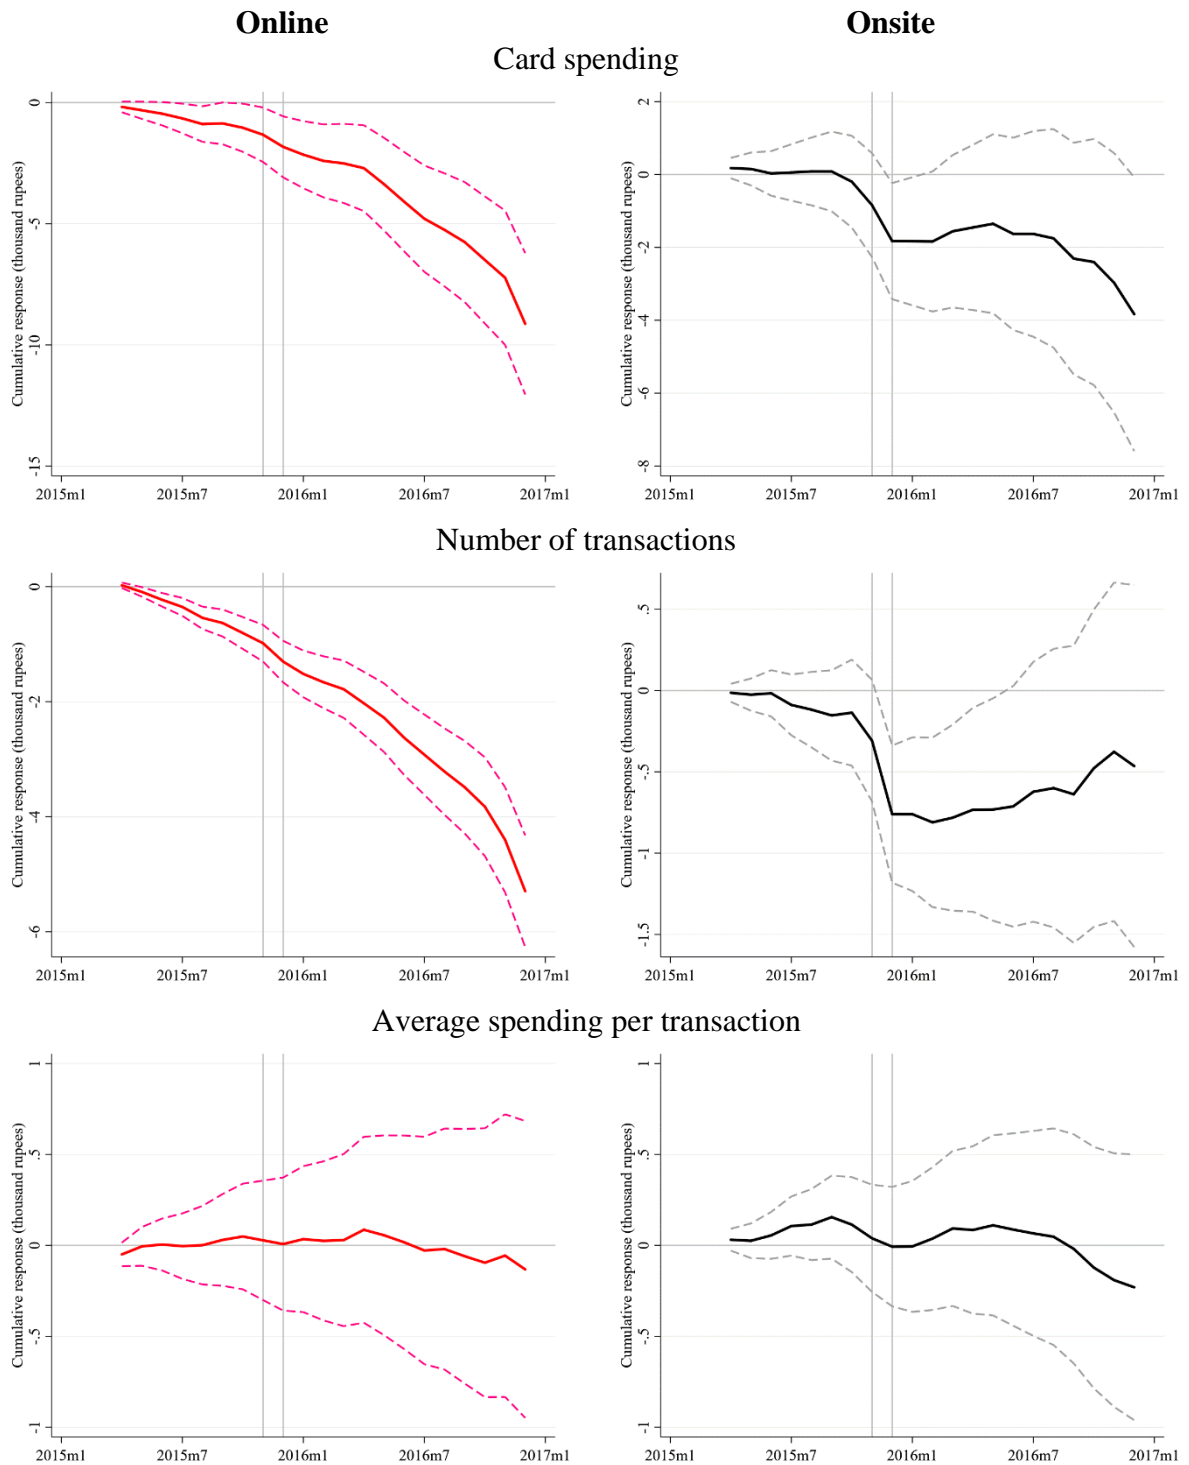 Online
Onsite
Card spending
Cumulative response (thousand rupees)
0
-5
-10
-15
2015m1 2015m7 2016m1 2016m7 2017m1
Cumulative response (thousand rupees)
2
0
-2
-4
-6
-8
2015m1 2015m7 2016m1 2016m7 2017m1
Number of transactions
Cumulative response (thousand rupees)
0
-2
-4
-6
2015m1 2015m7 2016m1 2016m7 2017m1
Cumulative response (thousand rupees)
.5
0
-.5
-1
-1.5
2015m1 2015m7 2016m1 2016m7 2017m1
Average spending per transaction
Cumulative response (thousand rupees)
1
.5
0
-.5
-1
2015m1 2015m7 2016m1 2016m7 2017m1
Cumulative response (thousand rupees)
1
.5
0
-.5
-1
2015m1 2015m7 2016m1 2016m7 2017m1